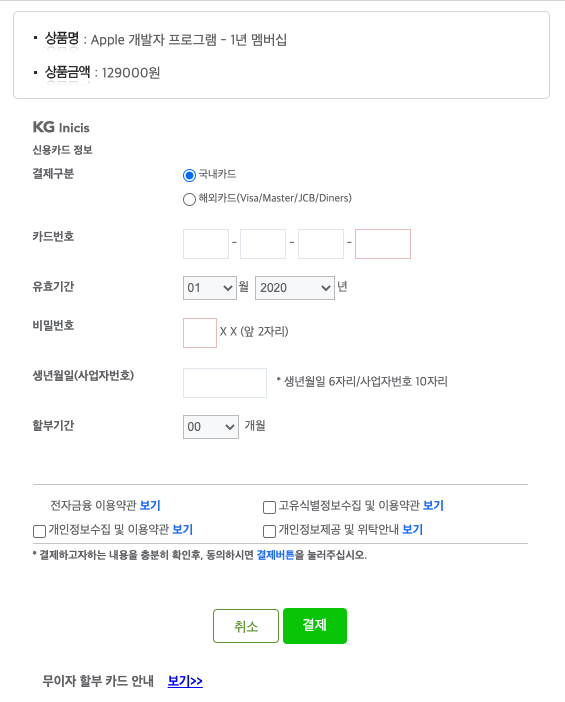 • 상품명 : Apple 개발자 프로그램 - 1년 멤버십
• 상품금액 : 129000원
KG Inicis
신용카드 정보
결제구분
국내카드
해외카드(Visa/Master/JCB/Diners)
카드번호
- - -
유효기간
01 월 2020 년
비밀번호
X X (앞 2자리)
생년월일(사업자번호)
* 생년월일 6자리/사업자번호 10자리
할부기간
00 개월
전자금융 이용약관 보기
고유식별정보수집 및 이용약관 보기
개인정보수집 및 이용약관 보기
개인정보제공 및 위탁안내 보기
* 결제하고자하는 내용을 충분히 확인후, 동의하시면 결제버튼을 눌러주십시오.
취소
결제
무이자 할부 카드 안내 보기>>